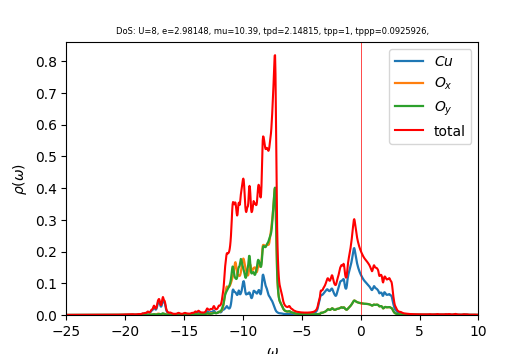 DoS: U=8, e=2.98148, mu=10.39, tpd=2.14815, tpp=1, tppp=0.0925926,
Cu
O_x
O_y
total
ρ(ω)
0.8
0.7
0.6
0.5
0.4
0.3
0.2
0.1
0.0
−25 −20 −15 −10 −5 0 5 10
ω